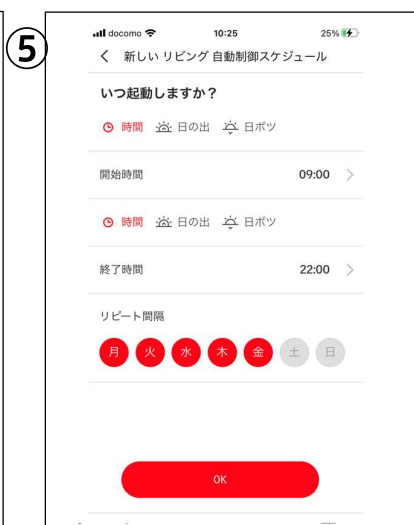 ⑤
docomo 10:25 25%
新しい リビング 自動制御スケジュール
いつ起動しますか？
時間 日の出 日ボツ
開始時間 09:00
時間 日の出 日ボツ
終了時間 22:00
リピート間隔
月 火 水 木 金 土 日
OK